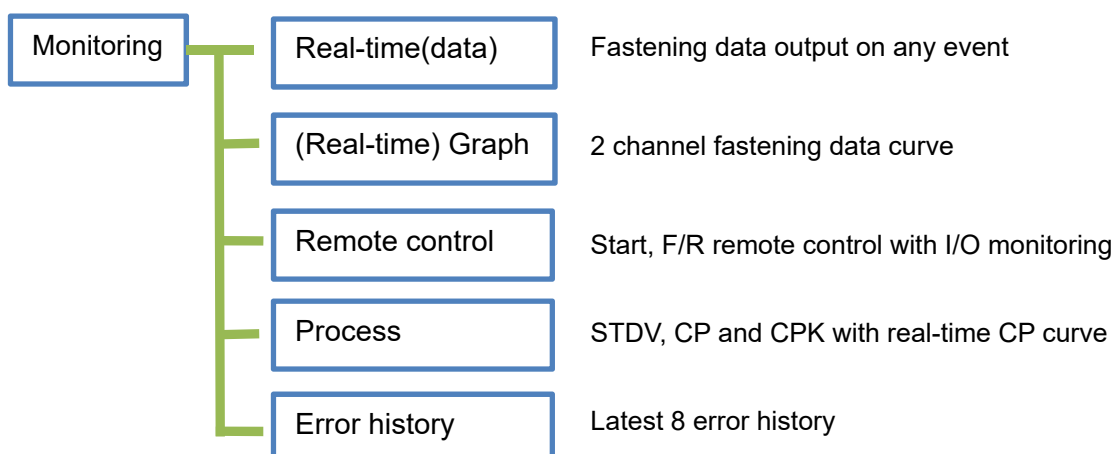 Monitoring
Real-time(data)
Fastening data output on any event
(Real-time) Graph
2 channel fastening data curve
Remote control
Start, F/R remote control with I/O monitoring
Process
STDV, CP and CPK with real-time CP curve
Error history
Latest 8 error history